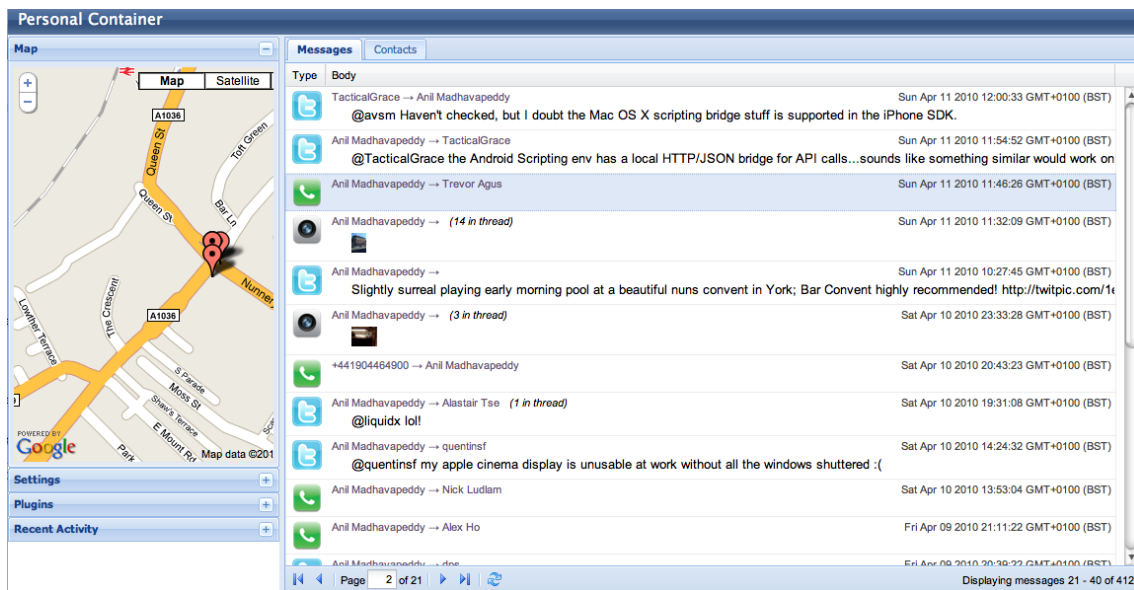 Personal Container
Map
Map Satellite
A1036
Queen St
Toft Green
Queen St
Bar Ln
Nunner
The Crescent
A1036
Lowther Terrace
S Parade
Moss St
Shaw's Terrace
E Mount Rd
Park
POWERED BY
Google
Map data ©201
Settings
Plugins
Recent Activity
Messages Contacts
Type Body
TacticalGrace → Anil Madhavapeddy Sun Apr 11 2010 12:00:33 GMT+0100 (BST)
@avsm Haven't checked, but I doubt the Mac OS X scripting bridge stuff is supported in the iPhone SDK.
Anil Madhavapeddy → TacticalGrace Sun Apr 11 2010 11:54:52 GMT+0100 (BST)
@TacticalGrace the Android Scripting env has a local HTTP/JSON bridge for API calls...sounds like something similar would work on
Anil Madhavapeddy → Trevor Agus Sun Apr 11 2010 11:46:26 GMT+0100 (BST)
Anil Madhavapeddy → (14 in thread) Sun Apr 11 2010 11:32:09 GMT+0100 (BST)
Anil Madhavapeddy → Sun Apr 11 2010 10:27:45 GMT+0100 (BST)
Slightly surreal playing early morning pool at a beautiful nuns convent in York; Bar Convent highly recommended! http://twitpic.com/1e
Anil Madhavapeddy → (3 in thread) Sat Apr 10 2010 23:33:28 GMT+0100 (BST)
+441904464900 → Anil Madhavapeddy Sat Apr 10 2010 20:43:23 GMT+0100 (BST)
Anil Madhavapeddy → Alastair Tse (1 in thread) Sat Apr 10 2010 19:31:08 GMT+0100 (BST)
@liquidx lol!
Anil Madhavapeddy → quentinsf Sat Apr 10 2010 14:24:32 GMT+0100 (BST)
@quentinsf my apple cinema display is unusable at work without all the windows shuttered :(
Anil Madhavapeddy → Nick Ludlam Sat Apr 10 2010 13:53:04 GMT+0100 (BST)
Anil Madhavapeddy → Alex Ho Fri Apr 09 2010 21:11:22 GMT+0100 (BST)
Anil Madhavapeddy → dns Fri Apr 09 2010 20:39:22 GMT+0100 (BST)
Page 2 of 21 Displaying messages 21 - 40 of 412